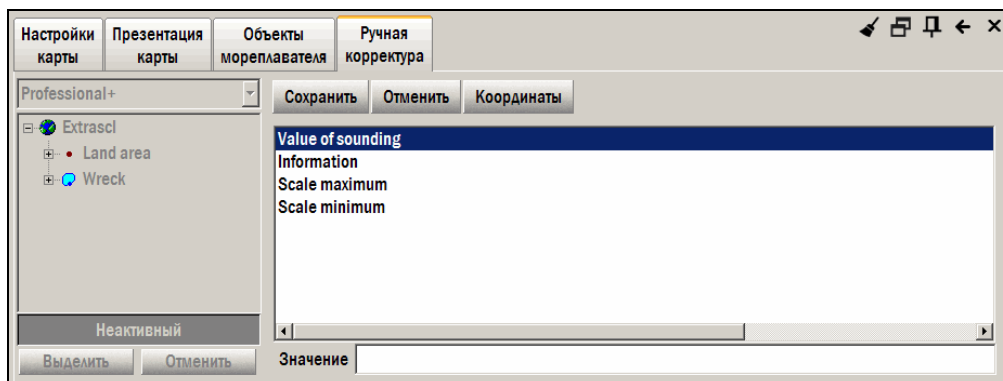 Настройки карты
Презентация карты
Объекты мореплавателя
Ручная корректура
Professional+
Сохранить
Отменить
Координаты
Extrascl
Land area
Wreck
Value of sounding
Information
Scale maximum
Scale minimum
Неактивный
Выделить
Отменить
Значение